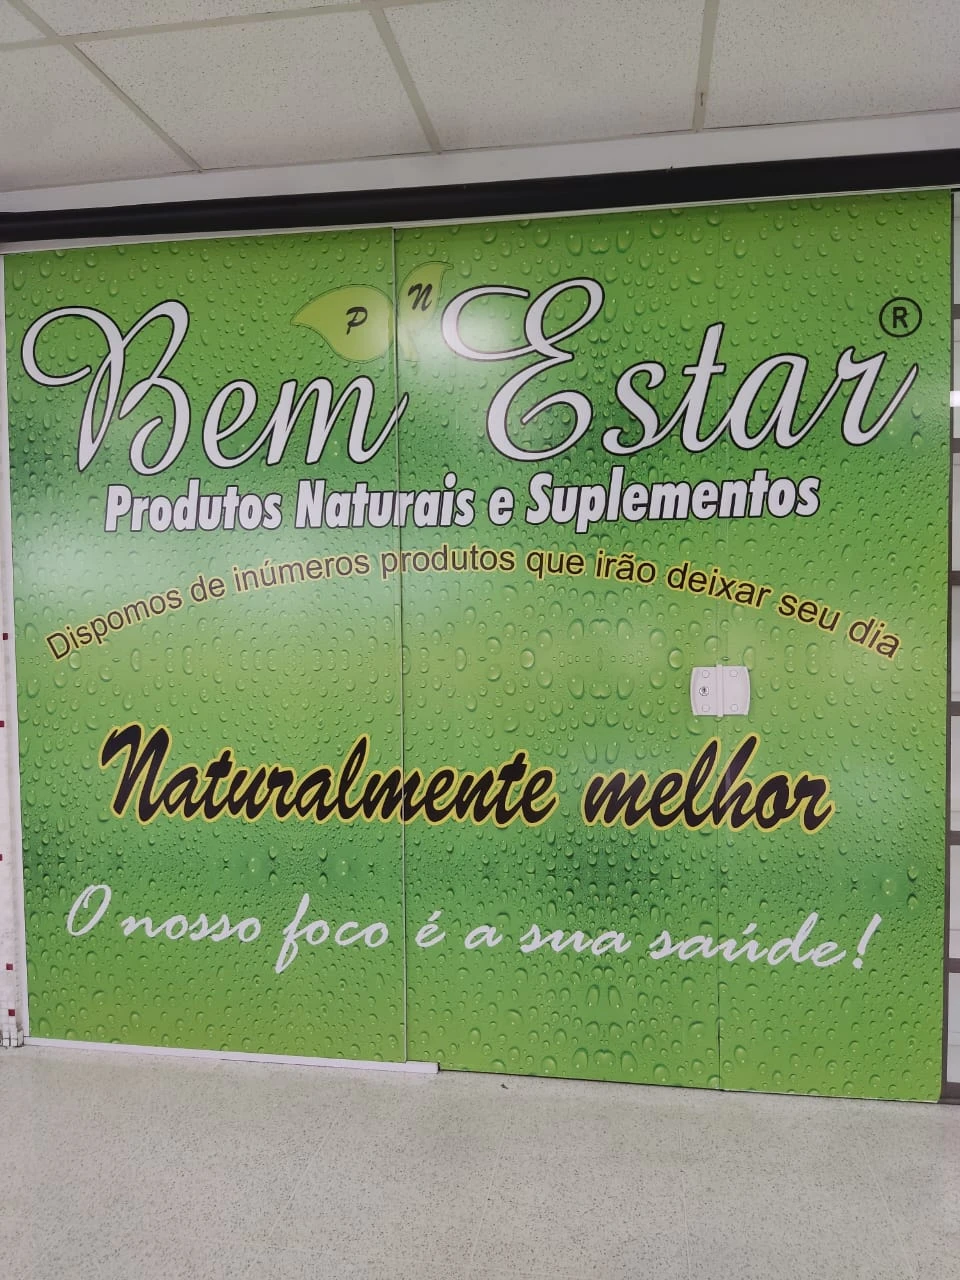 P N
Bem Estar ®
Produtos Naturais e Suplementos
Dispomos de inúmeros produtos que irão deixar seu dia
Naturalmente melhor
O nosso foco é a sua saúde!